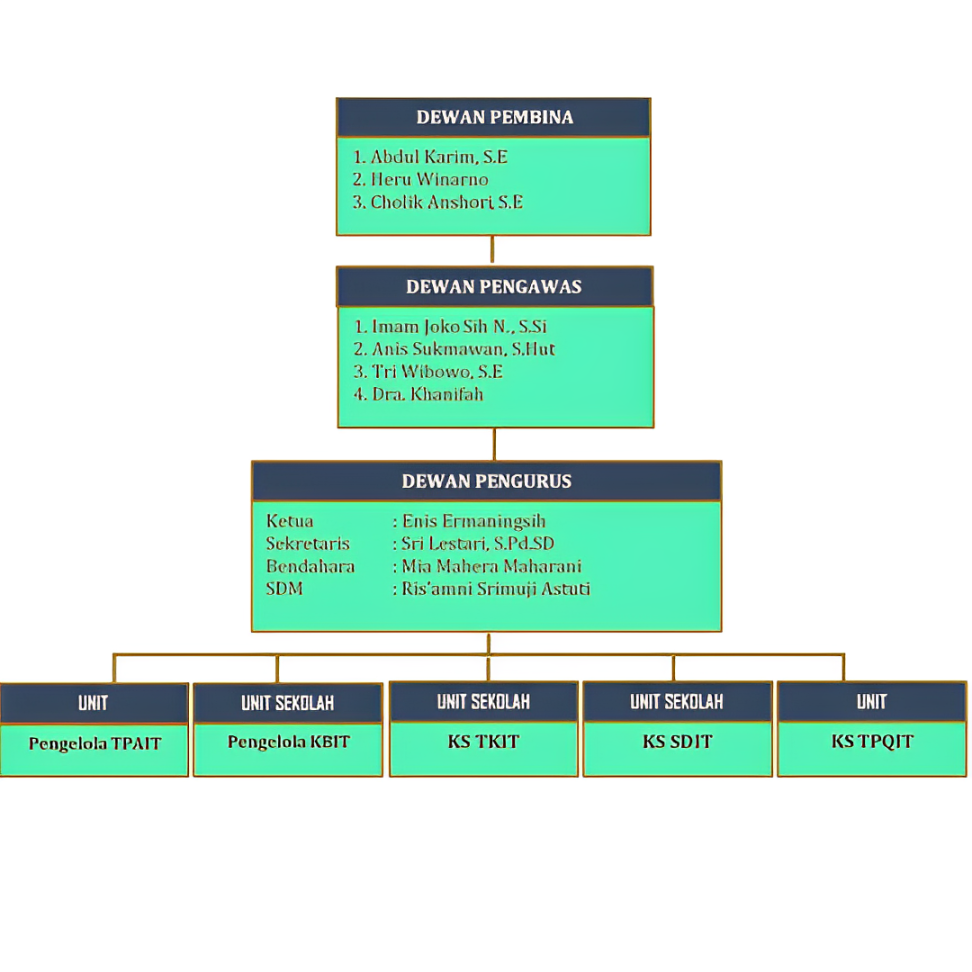 DEWAN PEMBINA
1. Abdul Karim, S.E
2. Heru Winarno
3. Cholik Anshori, S.E
DEWAN PENGAWAS
1. Imam Joko Sih N., S.Si
2. Anis Sukmawan, S.Hut
3. Tri Wibowo, S.E
4. Dra. Khanifah
DEWAN PENGURUS
Ketua : Enis Ermaningsih
Sekretaris : Sri Lestari, S.Pd.SD
Bendahara : Mia Mahera Maharani
SDM : Ris'amni Srimuji Astuti
UNIT
Pengelola TPAIT
UNIT SEKOLAH
Pengelola KBIT
UNIT SEKOLAH
KS TKIT
UNIT SEKOLAH
KS SDIT
UNIT
KS TPQIT